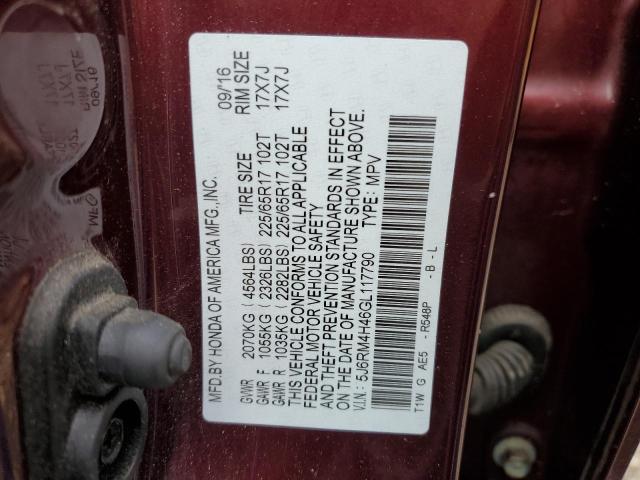 MFD.BY HONDA OF AMERICA MFG.,INC. 09/'16
GVWR 2070KG ( 4564LBS) TIRE SIZE RIM SIZE
GAWR F 1055KG ( 2326LBS) 225/65R17 102T 17X7J
GAWR R 1035KG ( 2282LBS) 225/65R17 102T 17X7J
THIS VEHICLE CONFORMS TO ALL APPLICABLE
FEDERAL MOTOR VEHICLE SAFETY
AND THEFT PREVENTION STANDARDS IN EFFECT
ON THE DATE OF MANUFACTURE SHOWN ABOVE.
V.I.N.: 5J6RM4H46GL117790 TYPE: MPV
T1W G AE5 - R548P - B - L